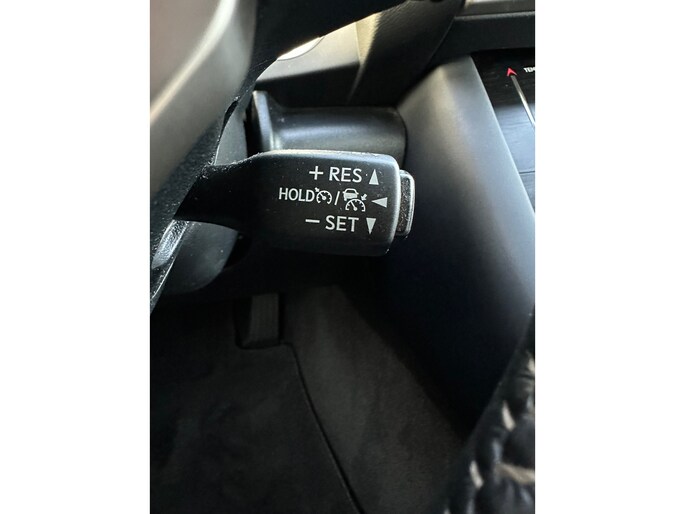 + RES ▲
HOLD / ◀
− SET ▼